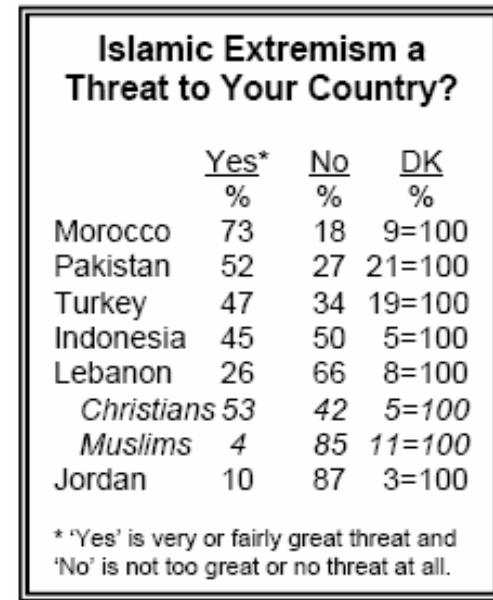 Islamic Extremism a
Threat to Your Country?
Yes* No DK
% % %
Morocco 73 18 9=100
Pakistan 52 27 21=100
Turkey 47 34 19=100
Indonesia 45 50 5=100
Lebanon 26 66 8=100
Christians 53 42 5=100
Muslims 4 85 11=100
Jordan 10 87 3=100
* ‘Yes’ is very or fairly great threat and
‘No’ is not too great or no threat at all.